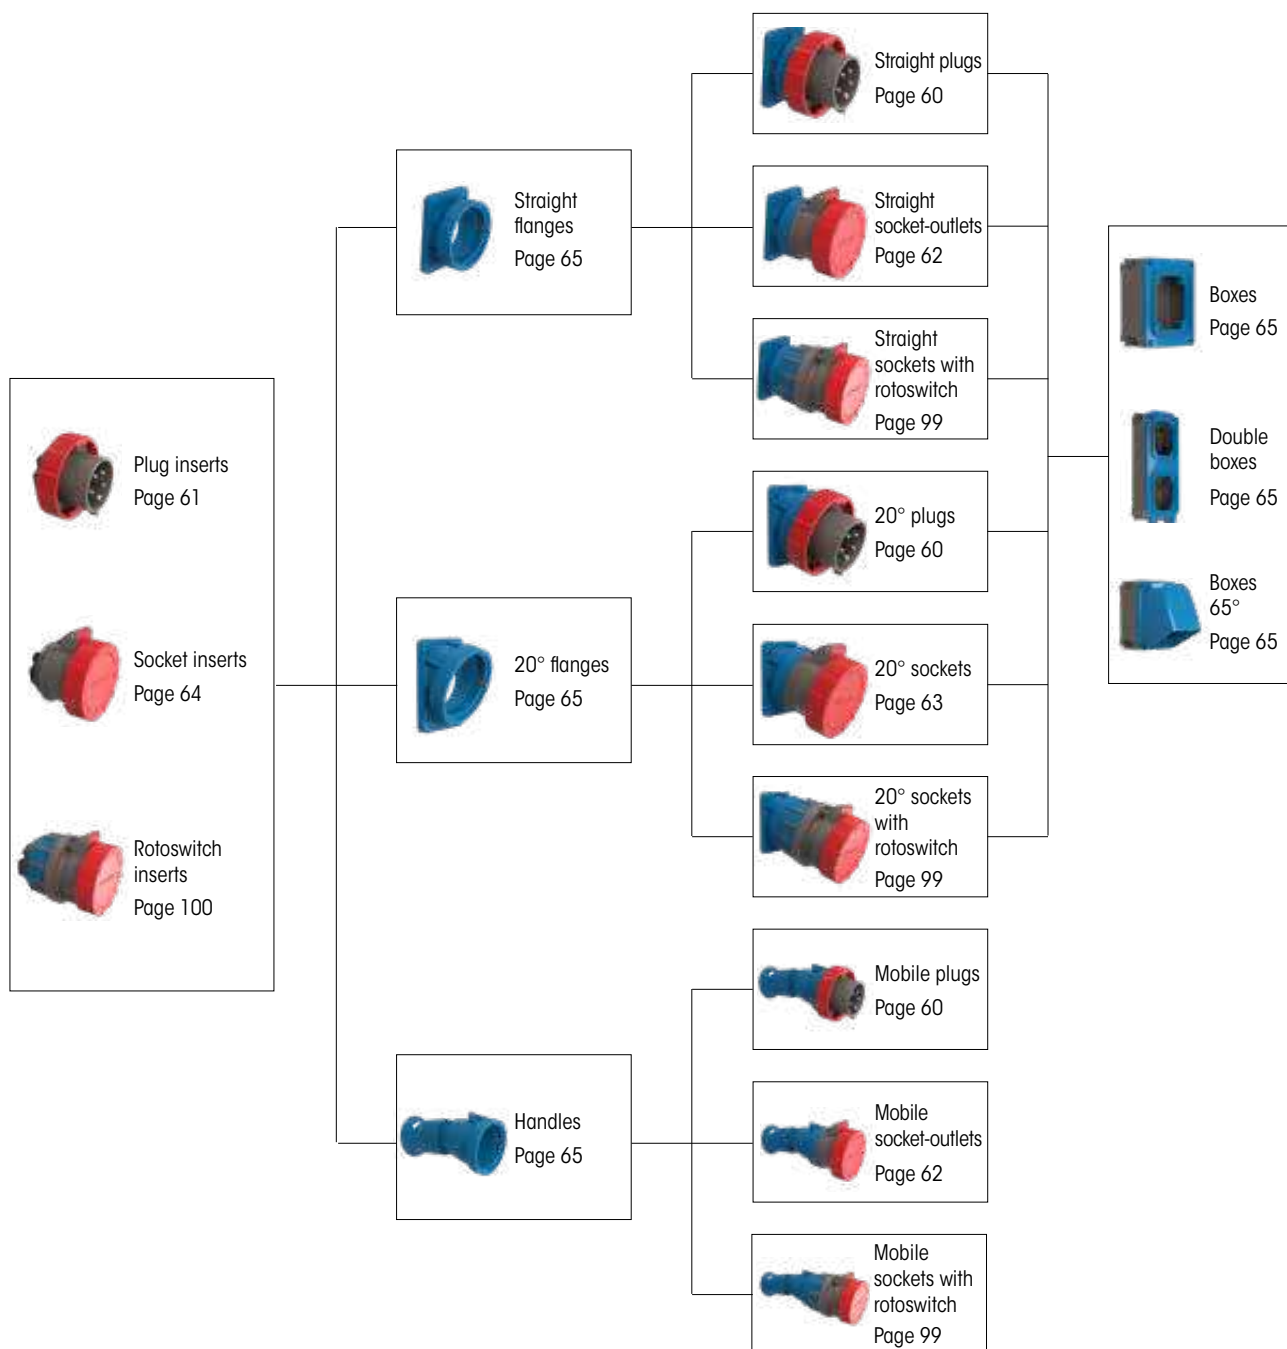 Plug inserts
Page 61
Socket inserts
Page 64
Rotoswitch
inserts
Page 100
Straight
flanges
Page 65
20° flanges
Page 65
Handles
Page 65
Straight plugs
Page 60
Straight
socket-outlets
Page 62
Straight
sockets with
rotoswitch
Page 99
20° plugs
Page 60
20° sockets
Page 63
20° sockets
with
rotoswitch
Page 99
Mobile plugs
Page 60
Mobile
socket-outlets
Page 62
Mobile
sockets with
rotoswitch
Page 99
Boxes
Page 65
Double
boxes
Page 65
Boxes
65°
Page 65